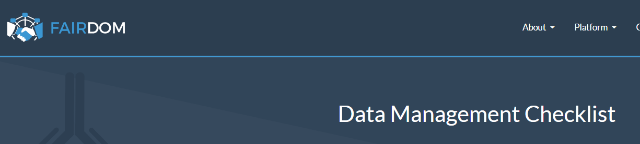 FAIRDOM
About
Platform
Data Management Checklist